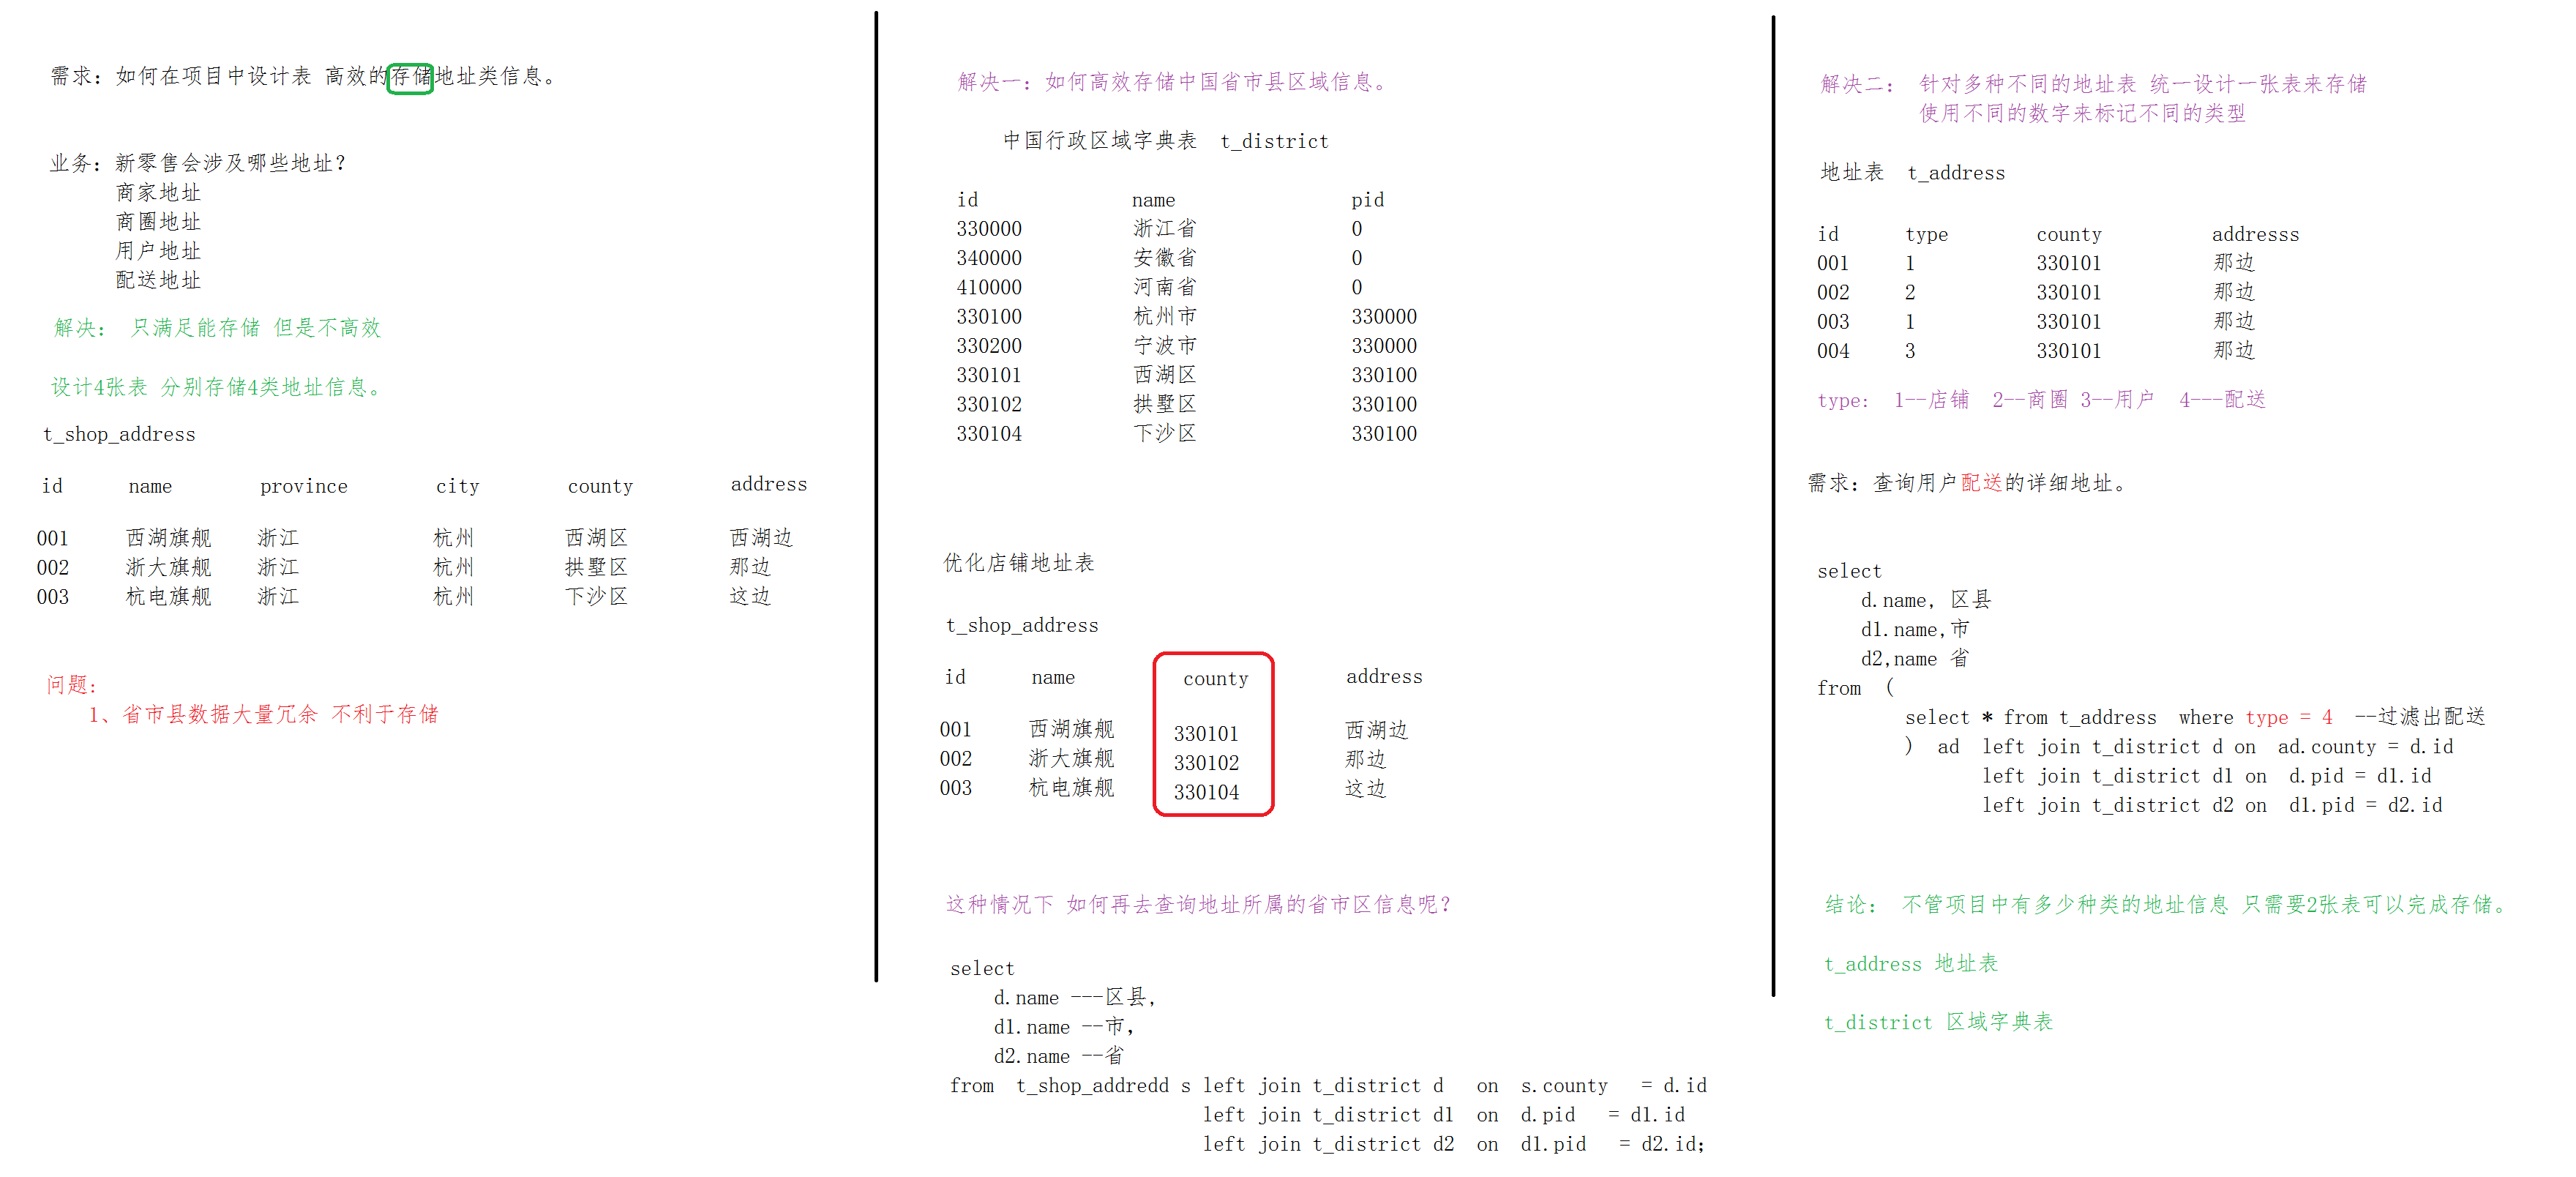 需求：如何在项目中设计表 高效的存储地址类信息。
业务：新零售会涉及哪些地址？
商家地址
商圈地址
用户地址
配送地址
解决： 只满足能存储 但是不高效
设计4张表 分别存储4类地址信息。
t_shop_address
id name province city county address
001 西湖旗舰 浙江 杭州 西湖区 西湖边
002 浙大旗舰 浙江 杭州 拱墅区 那边
003 杭电旗舰 浙江 杭州 下沙区 这边
问题：
1、省市县数据大量冗余 不利于存储
解决一：如何高效存储中国省市县区域信息。
中国行政区域字典表 t_district
id name pid
330000 浙江省 0
340000 安徽省 0
410000 河南省 0
330100 杭州市 330000
330200 宁波市 330000
330101 西湖区 330100
330102 拱墅区 330100
330104 下沙区 330100
优化店铺地址表
t_shop_address
id name county address
001 西湖旗舰 330101 西湖边
002 浙大旗舰 330102 那边
003 杭电旗舰 330104 这边
这种情况下 如何再去查询地址所属的省市区信息呢？
select
d.name ---区县,
d1.name --市,
d2.name --省
from t_shop_addredd s left join t_district d on s.county = d.id
left join t_district d1 on d.pid = d1.id
left join t_district d2 on d1.pid = d2.id;
解决二： 针对多种不同的地址表 统一设计一张表来存储
使用不同的数字来标记不同的类型
地址表 t_address
id type county addresss
001 1 330101 那边
002 2 330101 那边
003 1 330101 那边
004 3 330101 那边
type: 1--店铺 2--商圈 3--用户 4---配送
需求：查询用户配送的详细地址。
select
d.name, 区县
d1.name,市
d2,name 省
from (
select * from t_address where type = 4 --过滤出配送
) ad left join t_district d on ad.county = d.id
left join t_district d1 on d.pid = d1.id
left join t_district d2 on d1.pid = d2.id
结论： 不管项目中有多少种类的地址信息 只需要2张表可以完成存储。
t_address 地址表
t_district 区域字典表